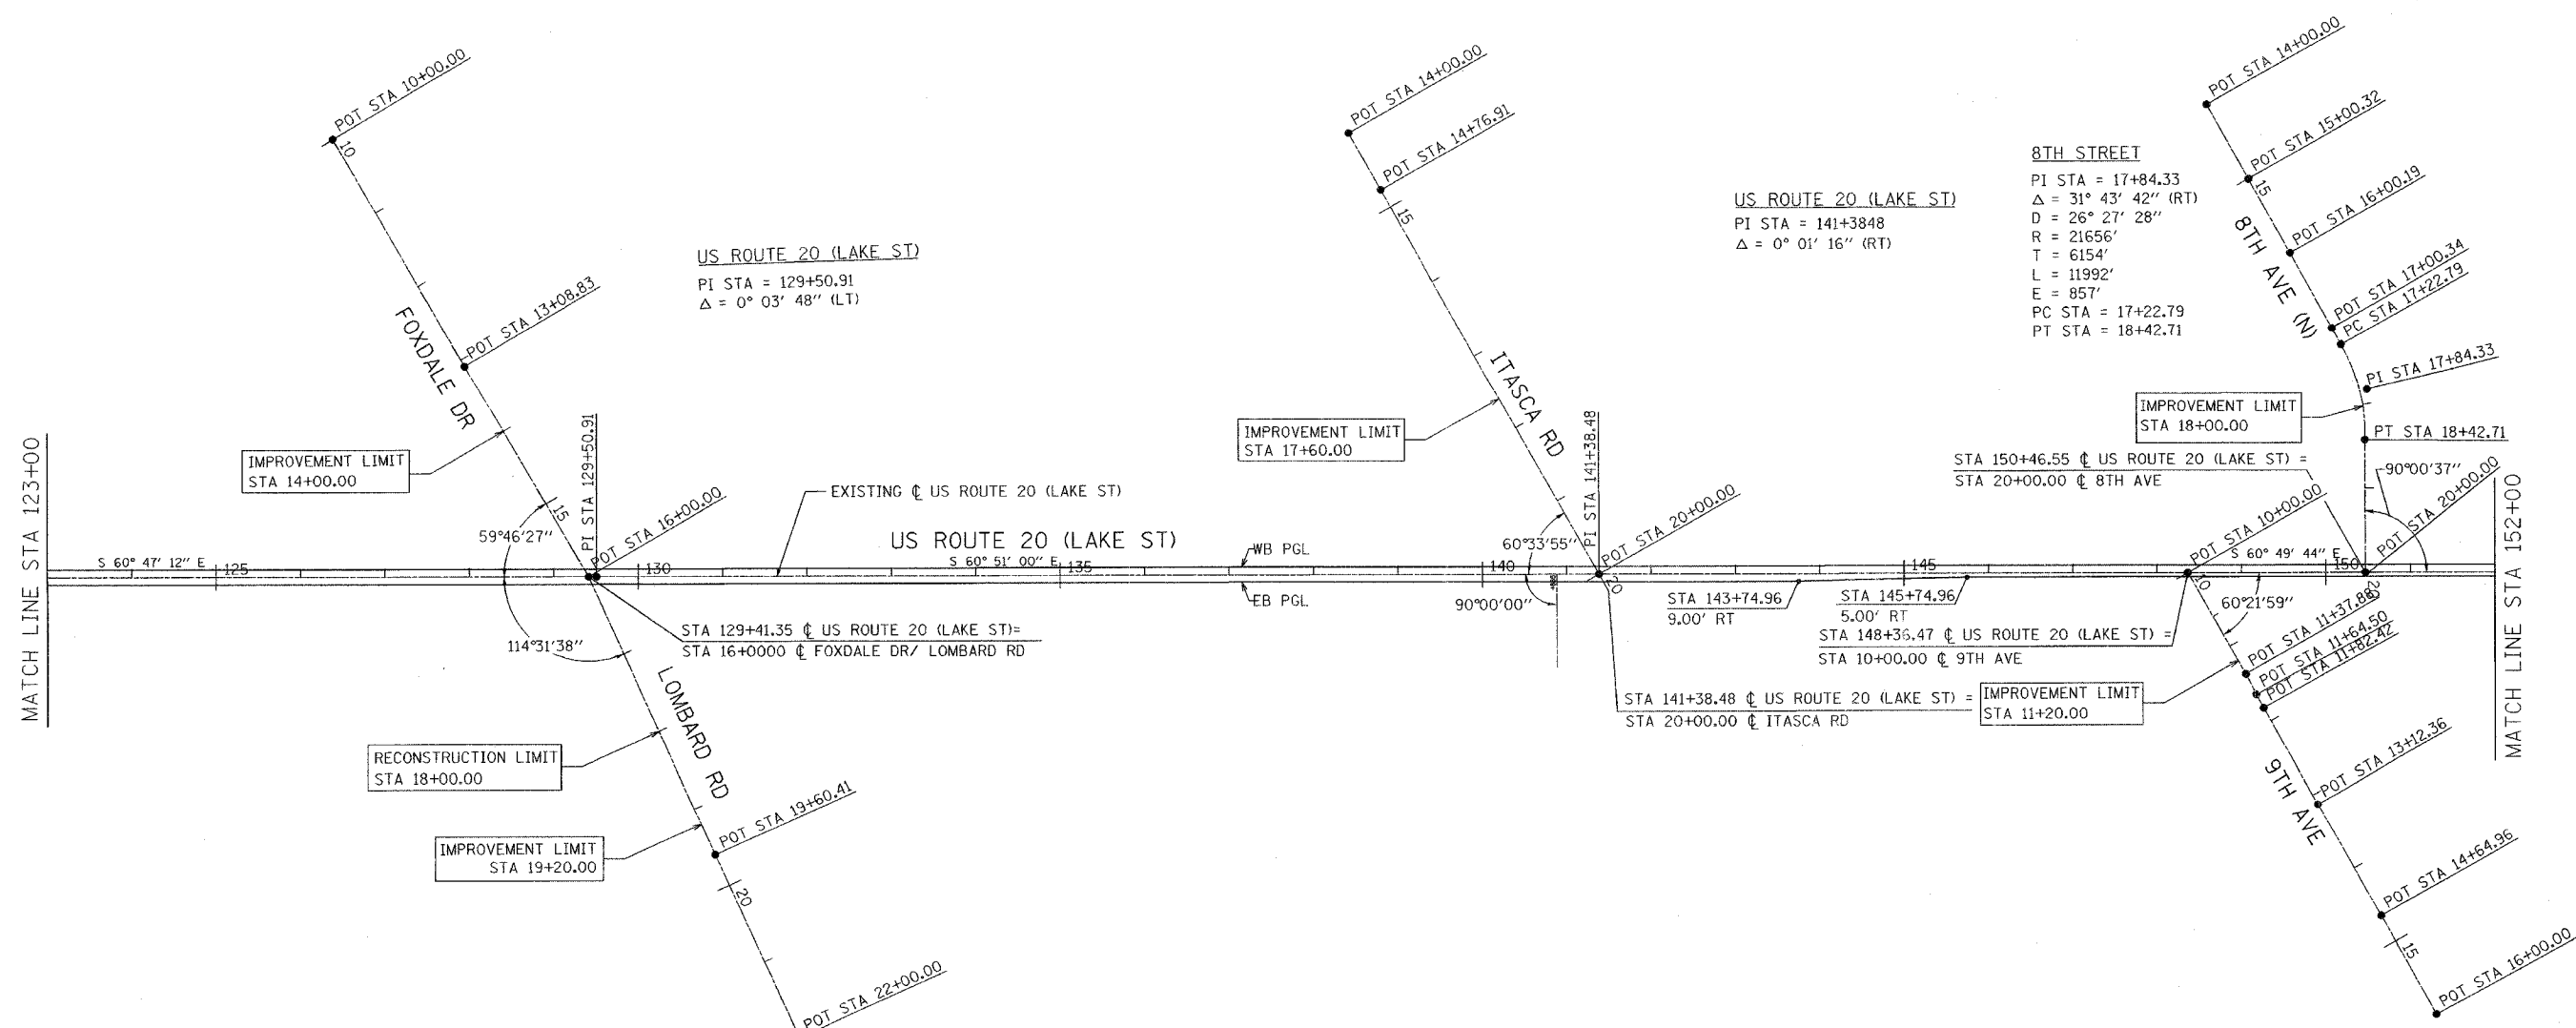 MATCH LINE STA 123+00
POT STA 10+00.00
10
POT STA 13+08.83
FOXDALE DR
IMPROVEMENT LIMIT
STA 14+00.00
15
59°46'27"
114°31'38"
S 60° 47' 12" E
125
PI STA 129+50.91
POT STA 16+00.00
US ROUTE 20 (LAKE ST)
PI STA = 129+50.91
Δ = 0° 03' 48" (LT)
EXISTING ℄ US ROUTE 20 (LAKE ST)
US ROUTE 20 (LAKE ST)
130
S 60° 51' 00" E
135
WB PGL
EB PGL
STA 129+41.35 ℄ US ROUTE 20 (LAKE ST)=
STA 16+0000 ℄ FOXDALE DR/ LOMBARD RD
LOMBARD RD
RECONSTRUCTION LIMIT
STA 18+00.00
IMPROVEMENT LIMIT
STA 19+20.00
POT STA 19+60.41
20
POT STA 22+00.00
POT STA 14+00.00
POT STA 14+76.91
15
ITASCA RD
IMPROVEMENT LIMIT
STA 17+60.00
PI STA 141+38.48
POT STA 20+00.00
60°33'55"
140
90°00'00"
20
US ROUTE 20 (LAKE ST)
PI STA = 141+3848
Δ = 0° 01' 16" (RT)
STA 143+74.96
9.00' RT
145
STA 145+74.96
5.00' RT
STA 148+36.47 ℄ US ROUTE 20 (LAKE ST) =
STA 10+00.00 ℄ 9TH AVE
STA 141+38.48 ℄ US ROUTE 20 (LAKE ST) =
STA 20+00.00 ℄ ITASCA RD
IMPROVEMENT LIMIT
STA 11+20.00
8TH STREET
PI STA = 17+84.33
Δ = 31° 43' 42" (RT)
D = 26° 27' 28"
R = 21656'
T = 6154'
L = 11992'
E = 857'
PC STA = 17+22.79
PT STA = 18+42.71
POT STA 14+00.00
POT STA 15+00.32
15
POT STA 16+00.19
8TH AVE (N)
POT STA 17+00.34
PC STA 17+22.79
PI STA 17+84.33
IMPROVEMENT LIMIT
STA 18+00.00
PT STA 18+42.71
STA 150+46.55 ℄ US ROUTE 20 (LAKE ST) =
STA 20+00.00 ℄ 8TH AVE
90°00'37"
POT STA 20+00.00
POT STA 10+00.00
S 60° 49' 44" E
150
20
10
60°21'59"
POT STA 11+37.88
POT STA 11+64.50
POT STA 11+82.42
POT STA 13+12.36
9TH AVE
POT STA 14+64.96
15
POT STA 16+00.00
MATCH LINE STA 152+00